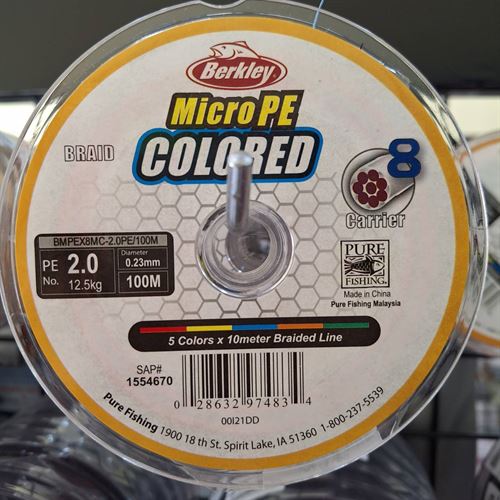 Berkley
MicroPE
COLORED
BRAID
8
Carrier
BMPEX8MC-2.0PE/100M
PE No. 2.0 12.5kg
Diameter 0.23mm
100M
PURE FISHING
Made in China
Pure Fishing Malaysia
5 Colors x 10meter Braided Line
SAP#
1554670
0 28632 97483 4
00I21DD
Pure Fishing 1900 18 th St. Spirit Lake, IA 51360 1-800-237-5539